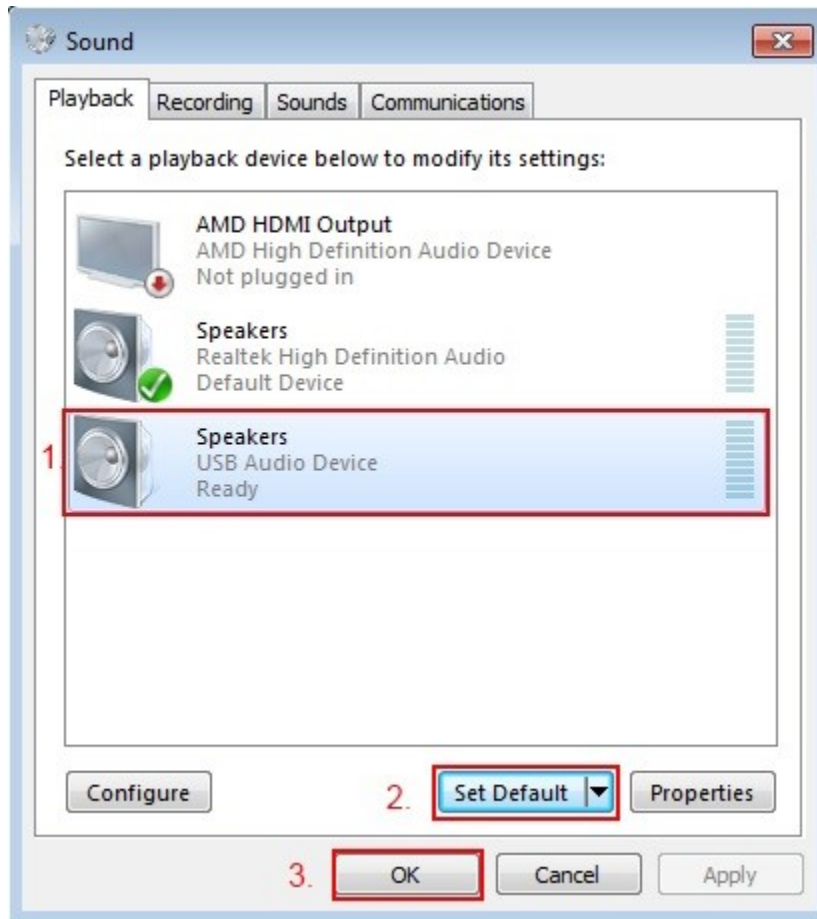 Sound
Playback Recording Sounds Communications
Select a playback device below to modify its settings:
AMD HDMI Output
AMD High Definition Audio Device
Not plugged in
Speakers
Realtek High Definition Audio
Default Device
1.
Speakers
USB Audio Device
Ready
Configure 2. Set Default Properties
3. OK Cancel Apply